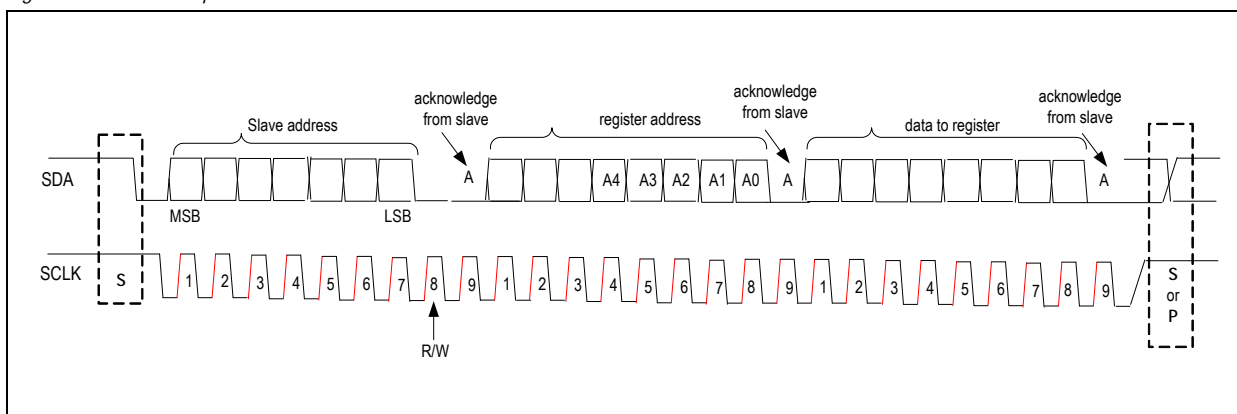 acknowledge
from slave
acknowledge
from slave
acknowledge
from slave
Slave address
register address
data to register
SDA
A
A4
A3
A2
A1
A0
A
A
MSB
LSB
SCLK
S
1 2 3 4 5 6 7 8 9 1 2 3 4 5 6 7 8 9 1 2 3 4 5 6 7 8 9
S
or
P
R/W